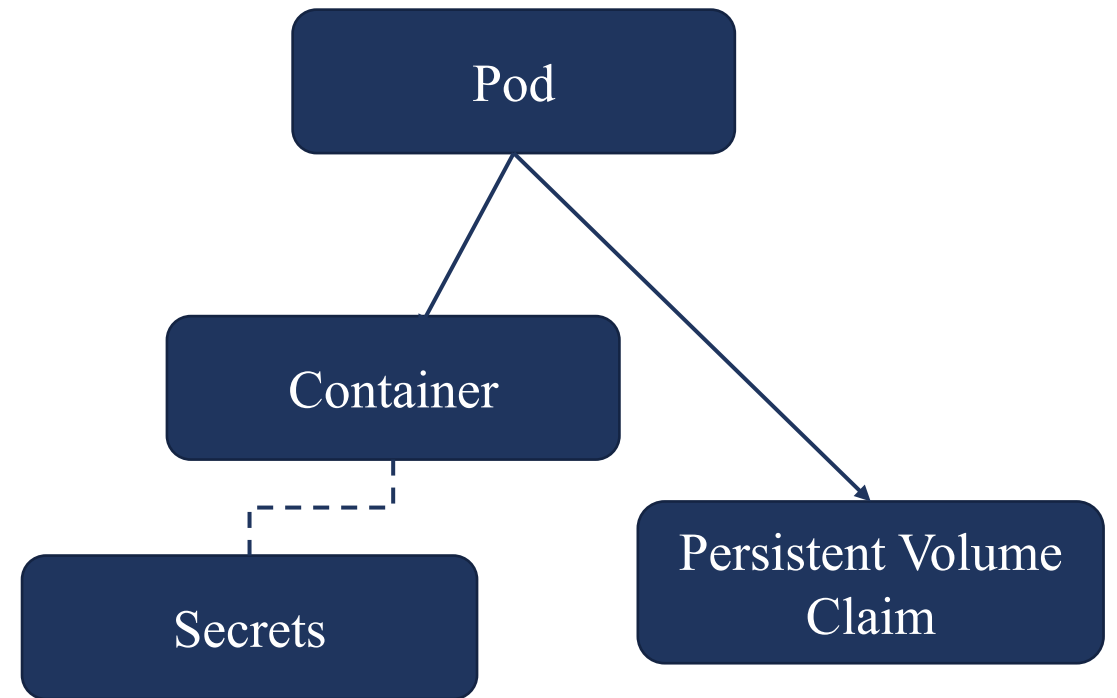 Pod
Container
Persistent Volume
Claim
Secrets